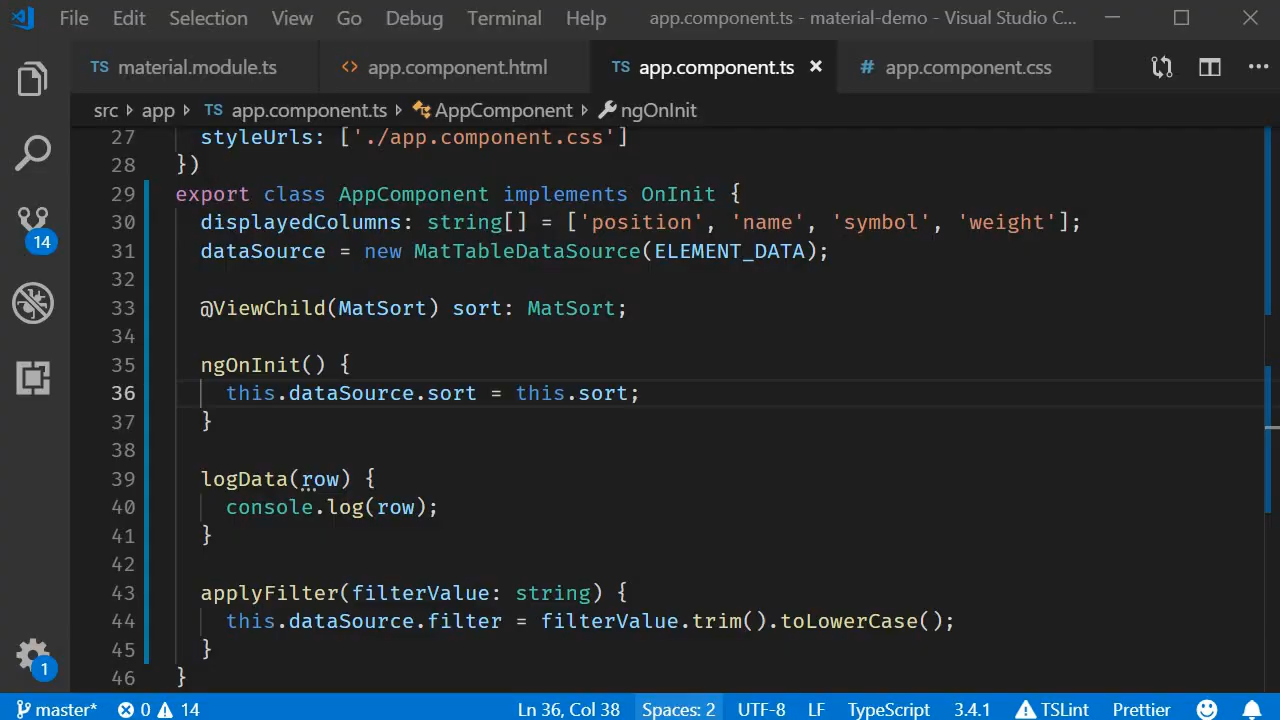 File Edit Selection View Go Debug Terminal Help app.component.ts - material-demo - Visual Studio C...
TS material.module.ts <> app.component.html TS app.component.ts × # app.component.css ...
src > app > TS app.component.ts > AppComponent > ngOnInit
27 styleUrls: ['./app.component.css']
28 })
29 export class AppComponent implements OnInit {
30 displayedColumns: string[] = ['position', 'name', 'symbol', 'weight'];
31 dataSource = new MatTableDataSource(ELEMENT_DATA);
32
33 @ViewChild(MatSort) sort: MatSort;
34
35 ngOnInit() {
36 this.dataSource.sort = this.sort;
37 }
38
39 logData(row) {
40 console.log(row);
41 }
42
43 applyFilter(filterValue: string) {
44 this.dataSource.filter = filterValue.trim().toLowerCase();
45 }
46 }
14
1
master* 0 14 Ln 36, Col 38 Spaces: 2 UTF-8 LF TypeScript 3.4.1 TSLint Prettier